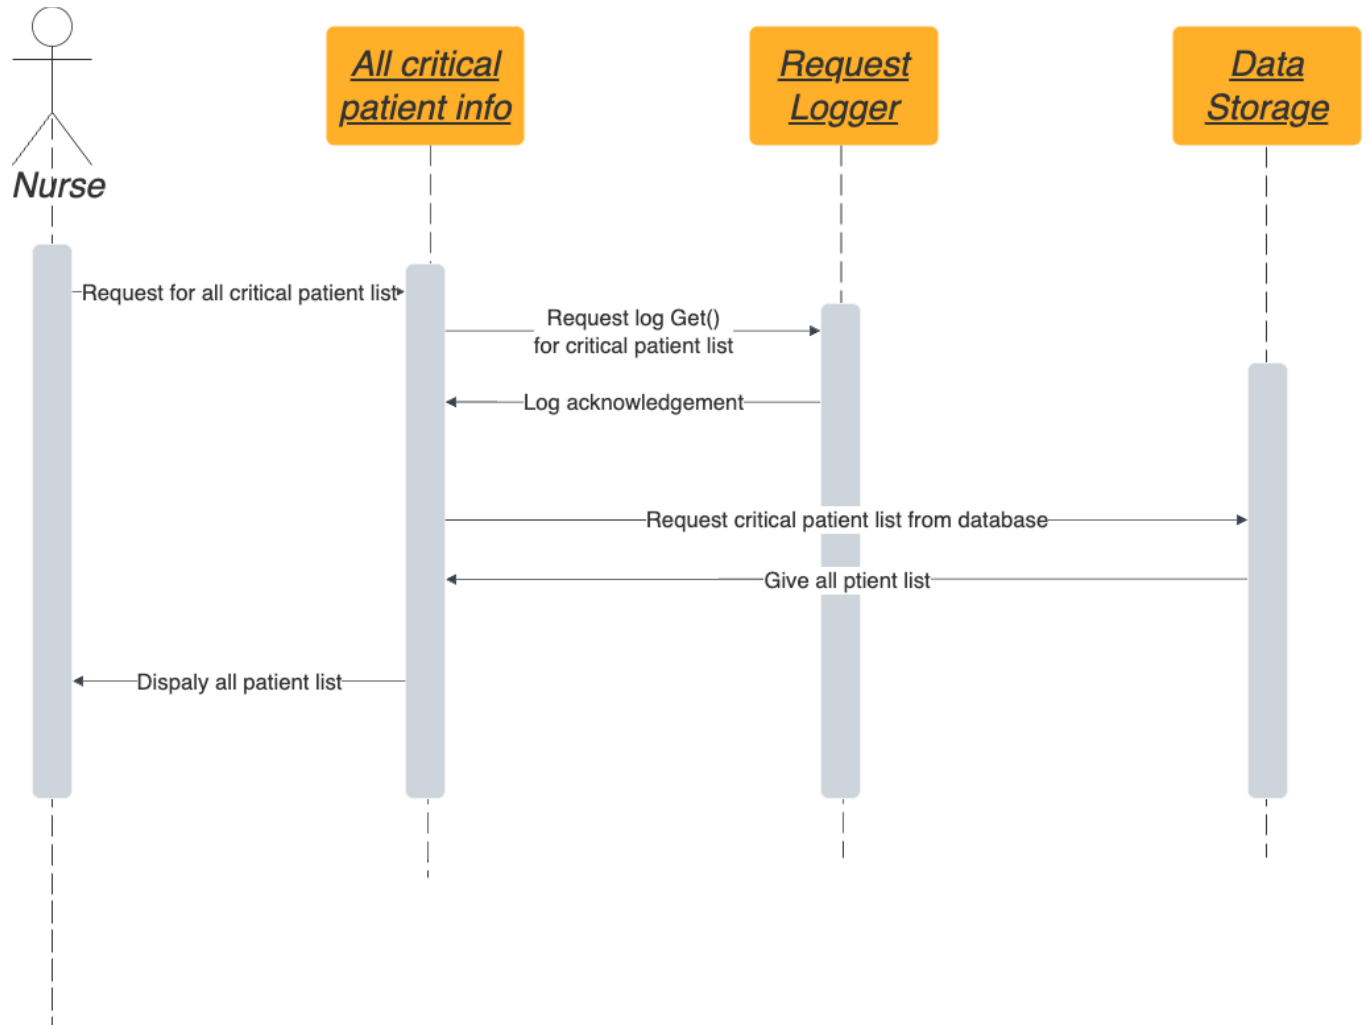 All critical
patient info
Request
Logger
Data
Storage
Nurse
Request for all critical patient list
Request log Get()
for critical patient list
Log acknowledgement
Request critical patient list from database
Give all ptient list
Dispaly all patient list